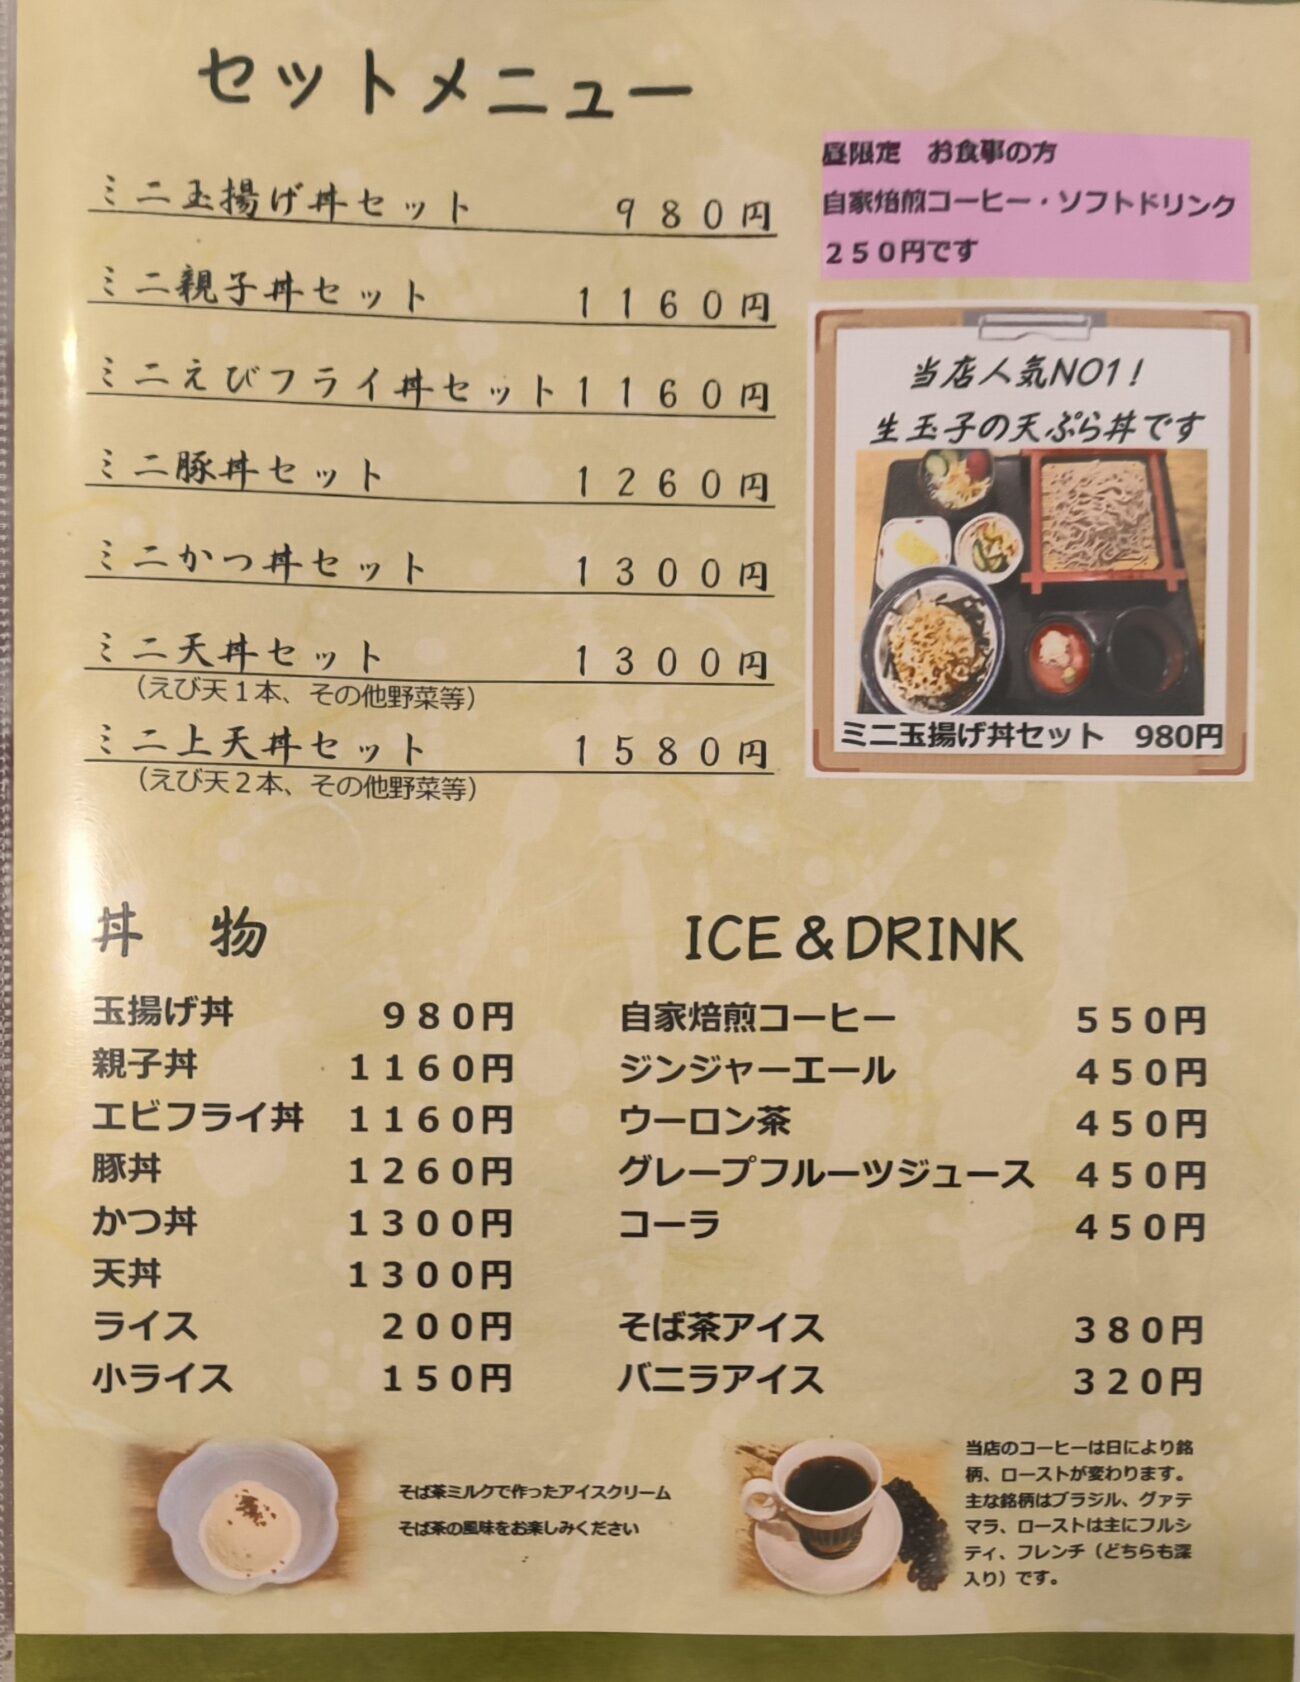 セットメニュー
ミニ玉揚げ丼セット ９８０円
ミニ親子丼セット １１６０円
ミニえびフライ丼セット １１６０円
ミニ豚丼セット １２６０円
ミニかつ丼セット １３００円
ミニ天丼セット １３００円
（えび天１本、その他野菜等）
ミニ上天丼セット １５８０円
（えび天２本、その他野菜等）
昼限定　お食事の方
自家焙煎コーヒー・ソフトドリンク
２５０円です
当店人気NO1！
生玉子の天ぷら丼です
ミニ玉揚げ丼セット　980円
丼　物
玉揚げ丼 ９８０円
親子丼 １１６０円
エビフライ丼 １１６０円
豚丼 １２６０円
かつ丼 １３００円
天丼 １３００円
ライス ２００円
小ライス １５０円
ICE＆DRINK
自家焙煎コーヒー ５５０円
ジンジャーエール ４５０円
ウーロン茶 ４５０円
グレープフルーツジュース ４５０円
コーラ ４５０円
そば茶アイス ３８０円
バニラアイス ３２０円
そば茶ミルクで作ったアイスクリーム
そば茶の風味をお楽しみください
当店のコーヒーは日により銘
柄、ローストが変わります。
主な銘柄はブラジル、グァテ
マラ、ローストは主にフルシ
ティ、フレンチ（どちらも深
入り）です。